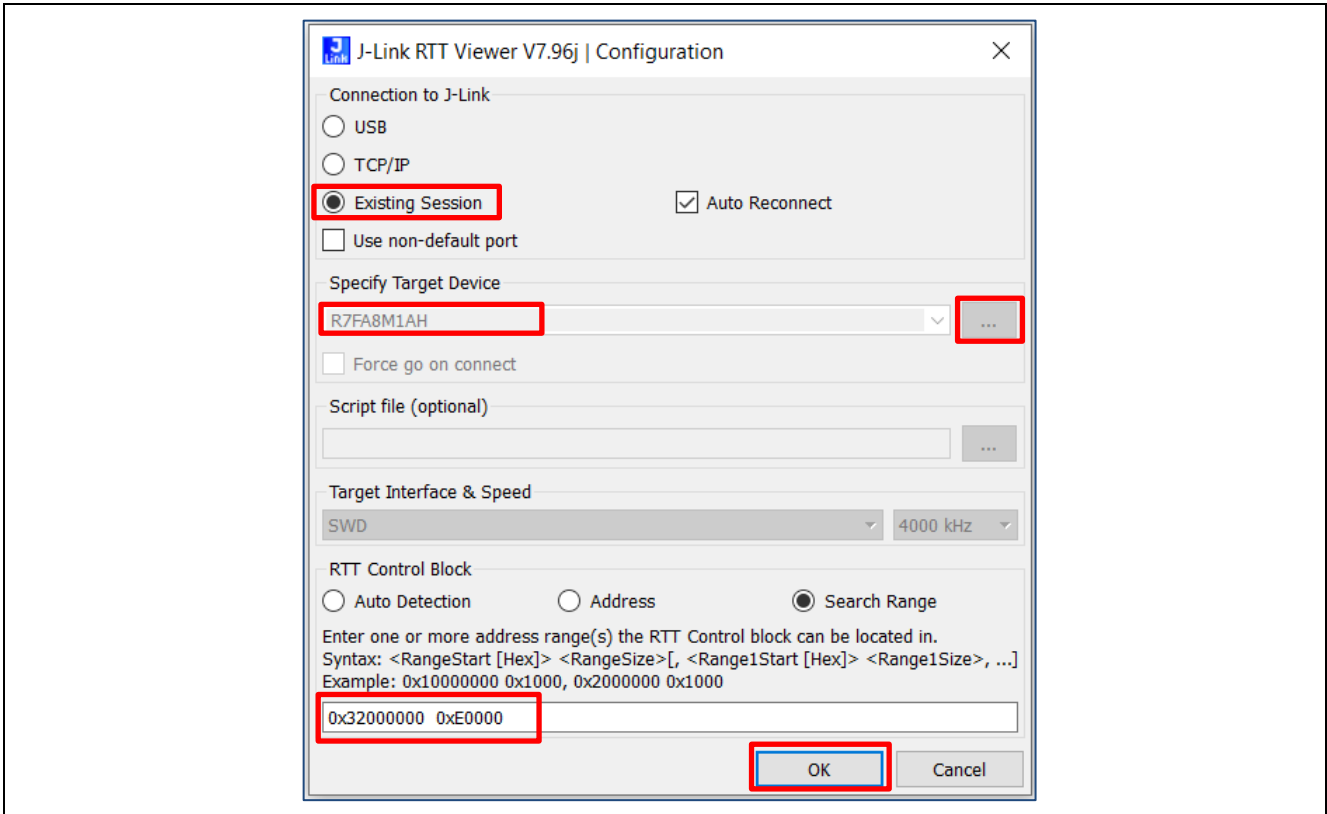 J-Link RTT Viewer V7.96j | Configuration
Connection to J-Link
USB
TCP/IP
Existing Session Auto Reconnect
Use non-default port
Specify Target Device
R7FA8M1AH ...
Force go on connect
Script file (optional)
...
Target Interface & Speed
SWD 4000 kHz
RTT Control Block
Auto Detection Address Search Range
Enter one or more address range(s) the RTT Control block can be located in.
Syntax: <RangeStart [Hex]> <RangeSize>[, <Range1Start [Hex]> <Range1Size>, ...]
Example: 0x10000000 0x1000, 0x2000000 0x1000
0x32000000 0xE0000
OK Cancel